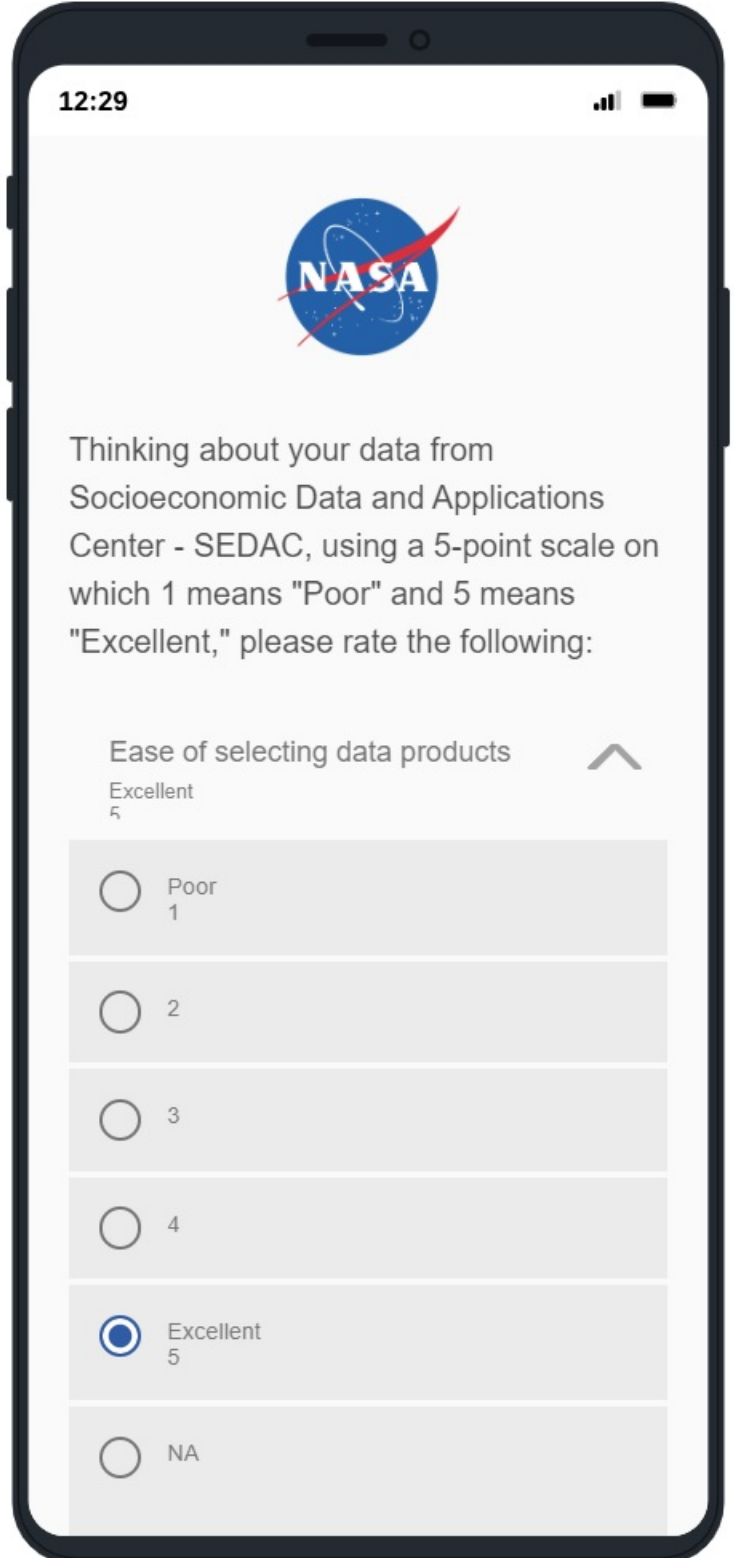 12:29
NASA
Thinking about your data from
Socioeconomic Data and Applications
Center - SEDAC, using a 5-point scale on
which 1 means "Poor" and 5 means
"Excellent," please rate the following:
Ease of selecting data products
Excellent
5
Poor
1
2
3
4
Excellent
5
NA